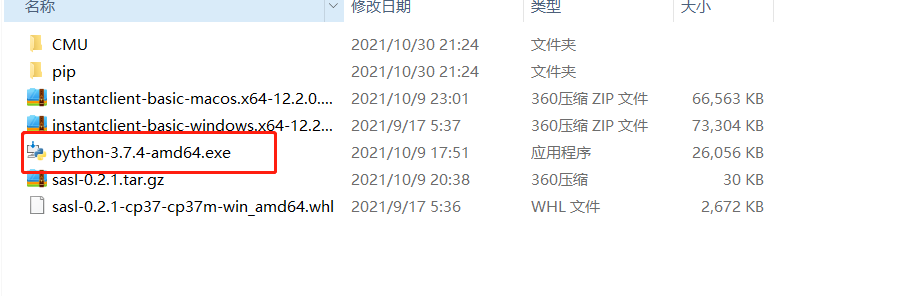 名称 修改日期 类型 大小
CMU 2021/10/30 21:24 文件夹
pip 2021/10/30 21:24 文件夹
instantclient-basic-macos.x64-12.2.0.... 2021/10/9 23:01 360压缩 ZIP 文件 66,563 KB
instantclient-basic-windows.x64-12.2... 2021/9/17 5:37 360压缩 ZIP 文件 73,304 KB
python-3.7.4-amd64.exe 2021/10/9 17:51 应用程序 26,056 KB
sasl-0.2.1.tar.gz 2021/10/9 20:38 360压缩 30 KB
sasl-0.2.1-cp37-cp37m-win_amd64.whl 2021/9/17 5:36 WHL 文件 2,672 KB